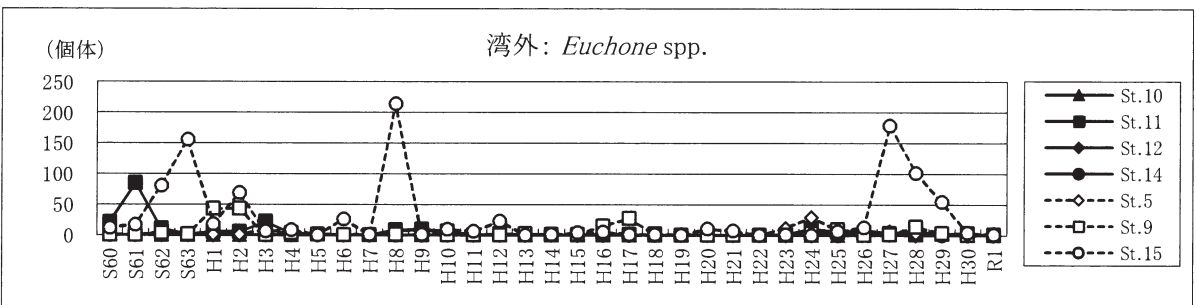 (個体)
湾外: Euchone spp.
250
200
150
100
50
0
S60 S61 S62 S63 H1 H2 H3 H4 H5 H6 H7 H8 H9 H10 H11 H12 H13 H14 H15 H16 H17 H18 H19 H20 H21 H22 H23 H24 H25 H26 H27 H28 H29 H30 R1
St.10
St.11
St.12
St.14
St.5
St.9
St.15